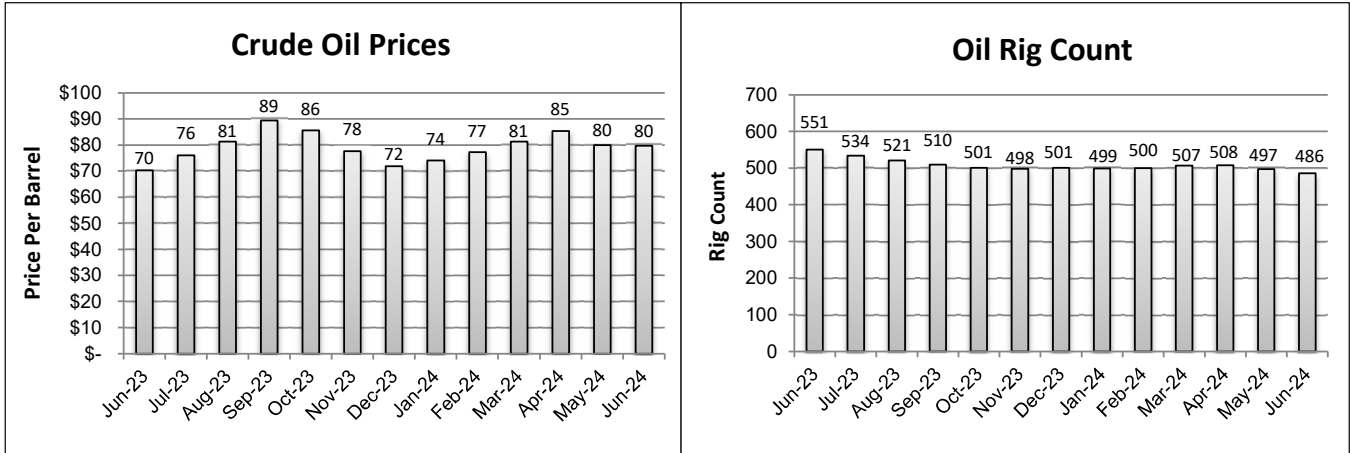 Crude Oil Prices
Price Per Barrel
$100
$90
$80
$70
$60
$50
$40
$30
$20
$10
$-
70
76
81
89
86
78
72
74
77
81
85
80
80
Jun-23
Jul-23
Aug-23
Sep-23
Oct-23
Nov-23
Dec-23
Jan-24
Feb-24
Mar-24
Apr-24
May-24
Jun-24
Oil Rig Count
Rig Count
700
600
500
400
300
200
100
0
551
534
521
510
501
498
501
499
500
507
508
497
486
Jun-23
Jul-23
Aug-23
Sep-23
Oct-23
Nov-23
Dec-23
Jan-24
Feb-24
Mar-24
Apr-24
May-24
Jun-24